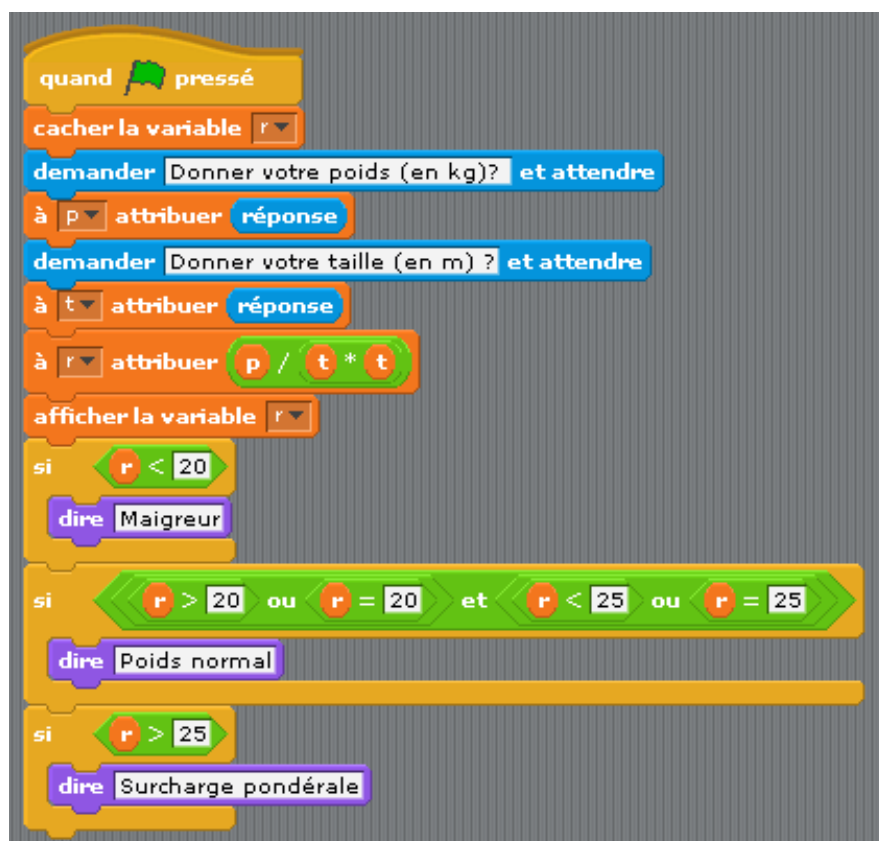 quand pressé
cacher la variable r
demander Donner votre poids (en kg)? et attendre
à p attribuer réponse
demander Donner votre taille (en m) ? et attendre
à t attribuer réponse
à r attribuer p / t * t
afficher la variable r
si r < 20
dire Maigreur
si r > 20 ou r = 20 et r < 25 ou r = 25
dire Poids normal
si r > 25
dire Surcharge pondérale